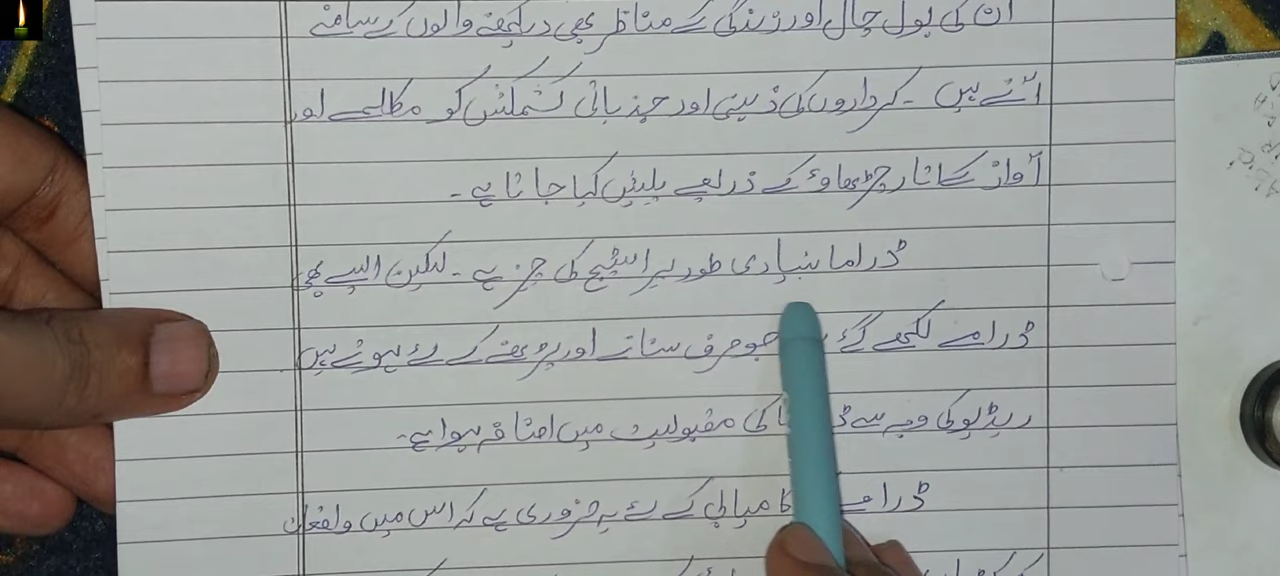 ان کی بول چال اور زندگی کے مناظر بھی دیکھنے والوں کے سامنے
آتے ہیں ۔ کرداروں کی ذہنی اور جذباتی کشمکش کو مکالمے اور
آواز کے اتار چڑھاؤ کے ذریعے پیش کیا جاتا ہے ۔
ڈراما بنیادی طور پر اسٹیج کی چیز ہے ۔ لیکن ایسے بھی
ڈرامے لکھے گئے جو صرف سنانے اور پڑھنے کے لئے ہوتے ہیں
ریڈیو کی وجہ سے کی مقبولیت میں اضافہ ہوا ہے ۔
ڈرامے کامیابی کے لئے یہ ضروری ہے کہ اس میں واقعات